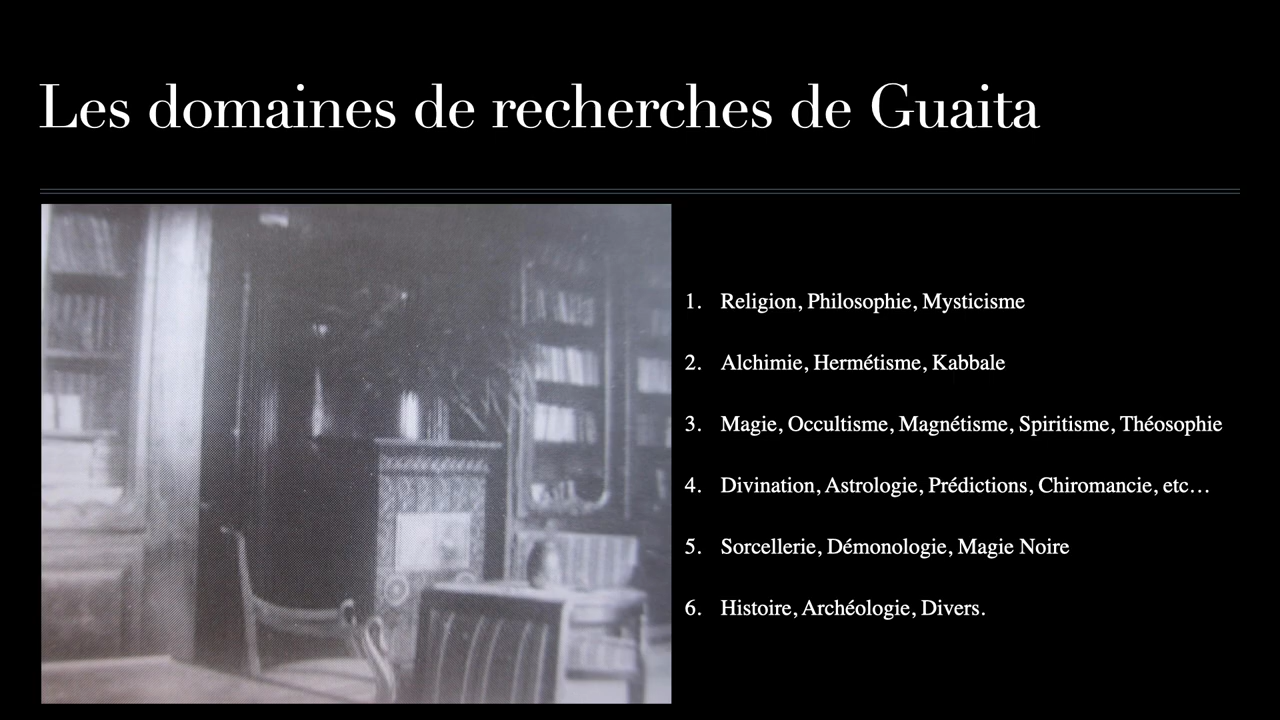 Les domaines de recherches de Guaita
1. Religion, Philosophie, Mysticisme
2. Alchimie, Hermétisme, Kabbale
3. Magie, Occultisme, Magnétisme, Spiritisme, Théosophie
4. Divination, Astrologie, Prédictions, Chiromancie, etc…
5. Sorcellerie, Démonologie, Magie Noire
6. Histoire, Archéologie, Divers.